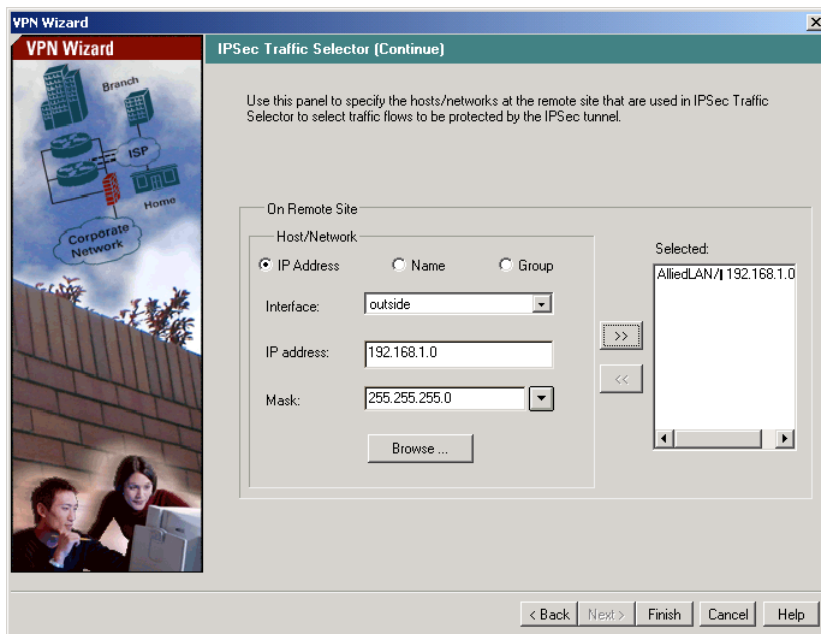 VPN Wizard
VPN Wizard
IPSec Traffic Selector (Continue)
Branch
ISP
Home
Corporate
Network
Use this panel to specify the hosts/networks at the remote site that are used in IPSec Traffic
Selector to select traffic flows to be protected by the IPSec tunnel.
On Remote Site
Host/Network
IP Address
Name
Group
Interface:
outside
IP address:
192.168.1.0
Mask:
255.255.255.0
Browse ...
>>
<<
Selected:
AlliedLAN/ 192.168.1.0
< Back
Next >
Finish
Cancel
Help